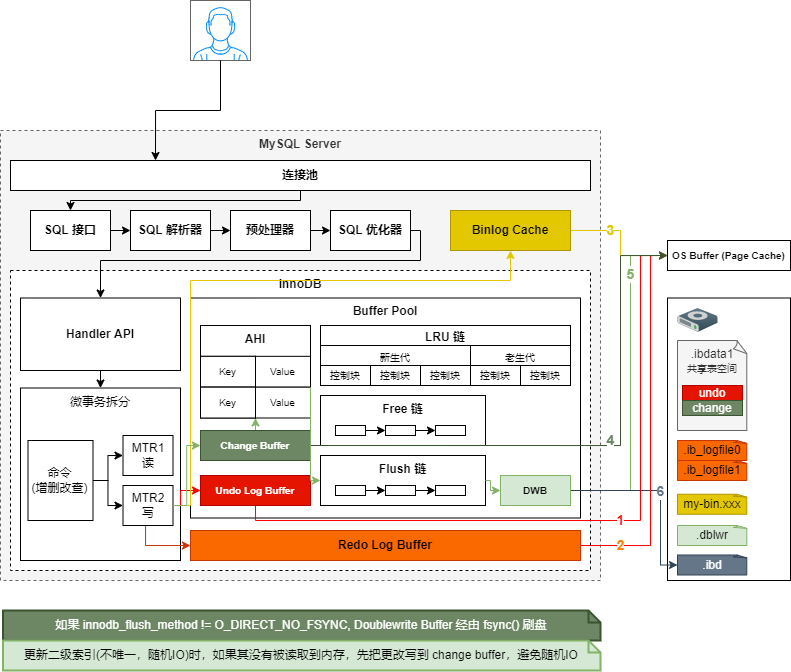 MySQL Server
连接池
SQL 接口
SQL 解析器
预处理器
SQL 优化器
Binlog Cache
3
OS Buffer (Page Cache)
5
InnoDB
Handler API
Buffer Pool
AHI
Key
Value
Key
Value
LRU 链
新生代
老生代
控制块
控制块
控制块
控制块
控制块
Free 链
Change Buffer
4
Flush 链
Undo Log Buffer
DWB
6
1
Redo Log Buffer
2
微事务拆分
命令
(增删改查)
MTR1
读
MTR2
写
.ibdata1
共享表空间
undo
change
.ib_logfile0
.ib_logfile1
my-bin.xxx
.dblwr
.ibd
如果 innodb_flush_method != O_DIRECT_NO_FSYNC, Doublewrite Buffer 经由 fsync() 刷盘
更新二级索引(不唯一，随机IO)时，如果其没有被读取到内存，先把更改写到 change buffer，避免随机IO